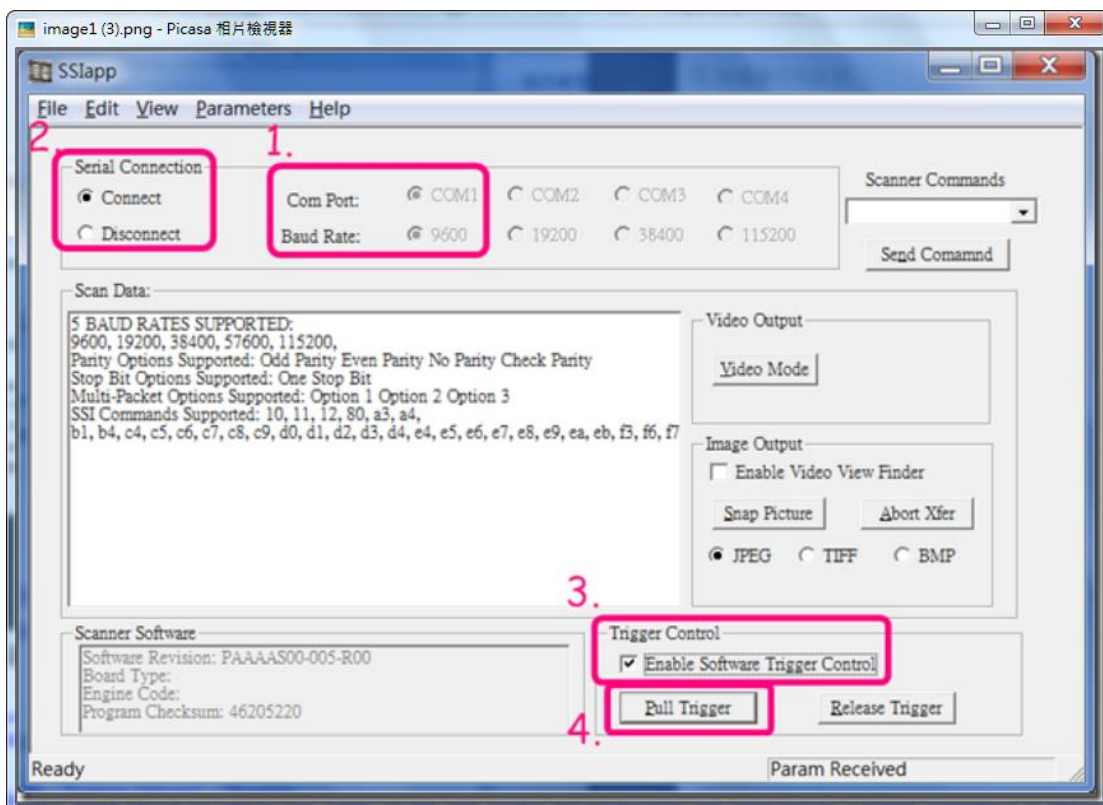 image1 (3).png - Picasa 相片檢視器
SSIapp
File Edit View Parameters Help
2.
1.
Serial Connection
Connect
Disconnect
Com Port: COM1 COM2 COM3 COM4
Baud Rate: 9600 19200 38400 115200
Scanner Commands
Send Comamnd
Scan Data:
5 BAUD RATES SUPPORTED:
9600, 19200, 38400, 57600, 115200,
Parity Options Supported: Odd Parity Even Parity No Parity Check Parity
Stop Bit Options Supported: One Stop Bit
Multi-Packet Options Supported: Option 1 Option 2 Option 3
SSI Commands Supported: 10, 11, 12, 80, a3, a4,
b1, b4, c4, c5, c6, c7, c8, c9, d0, d1, d2, d3, d4, e4, e5, e6, e7, e8, e9, ea, eb, f3, f6, f7
Video Output
Video Mode
Image Output
Enable Video View Finder
Snap Picture Abort Xfer
JPEG TIFF BMP
Scanner Software
Software Revision: PAAAAS00-005-R00
Board Type:
Engine Code:
Program Checksum: 46205220
3.
Trigger Control
Enable Software Trigger Control
4.
Pull Trigger Release Trigger
Ready Param Received